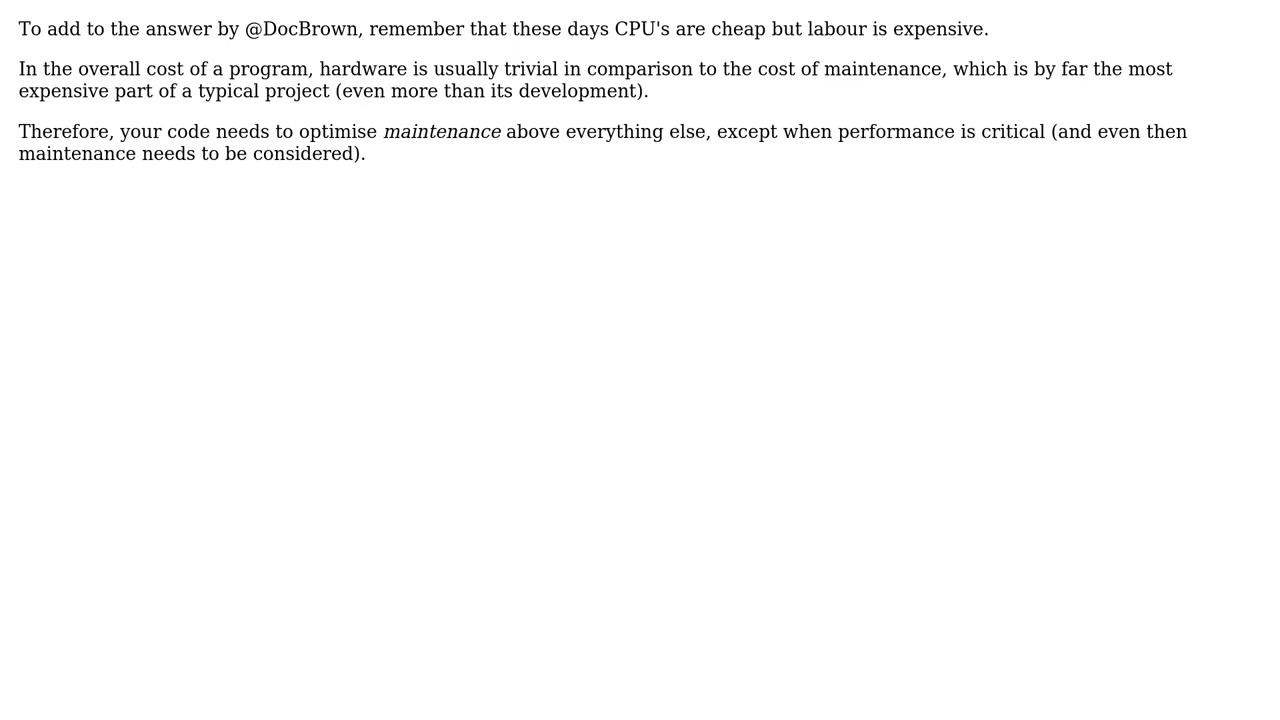 To add to the answer by @DocBrown, remember that these days CPU's are cheap but labour is expensive.
In the overall cost of a program, hardware is usually trivial in comparison to the cost of maintenance, which is by far the most
expensive part of a typical project (even more than its development).
Therefore, your code needs to optimise maintenance above everything else, except when performance is critical (and even then
maintenance needs to be considered).